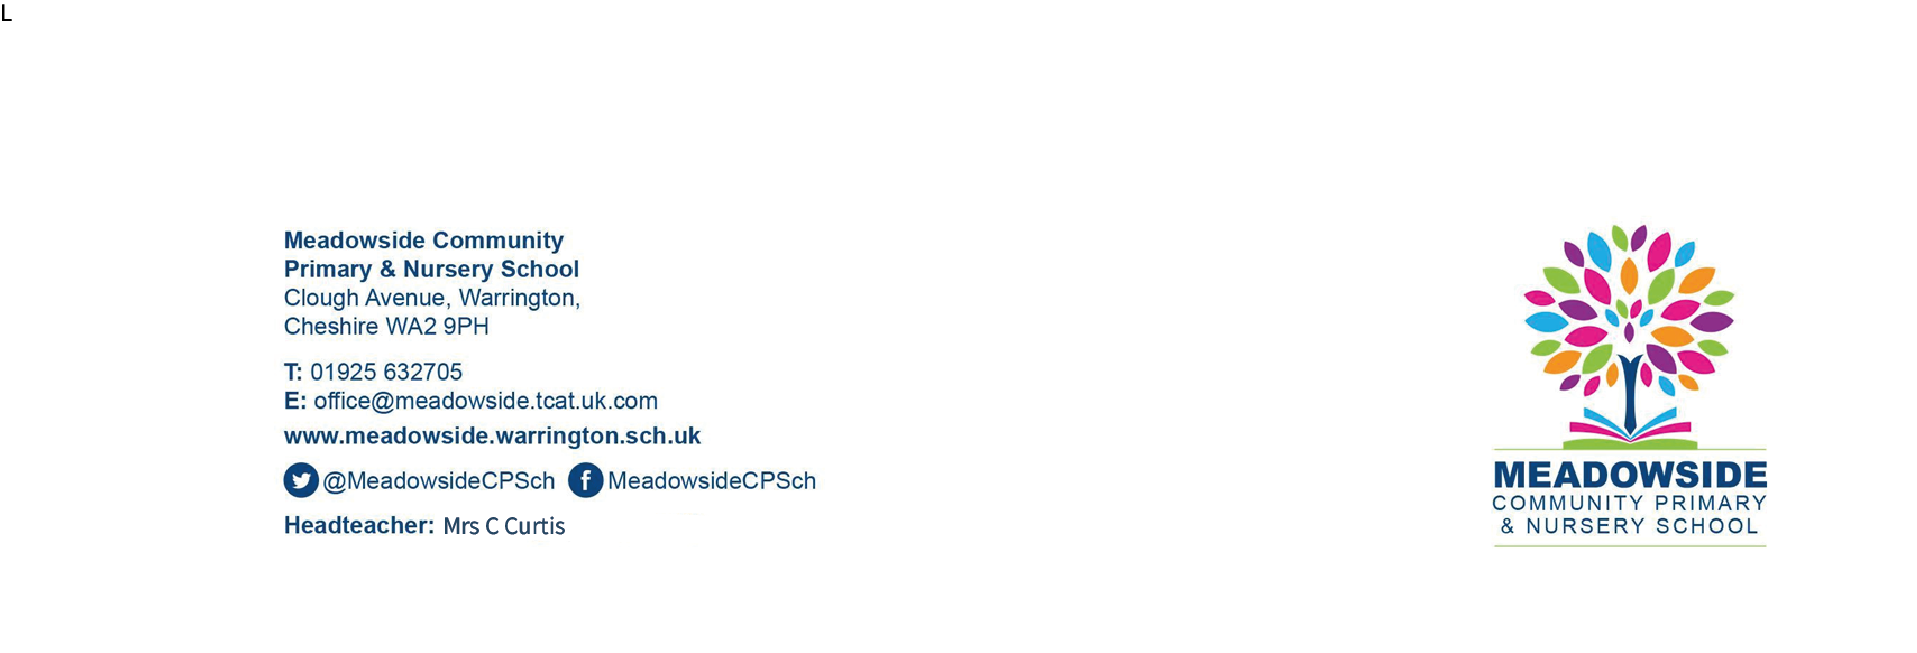 L
Meadowside Community
Primary & Nursery School
Clough Avenue, Warrington,
Cheshire WA2 9PH
T: 01925 632705
E: office@meadowside.tcat.uk.com
www.meadowside.warrington.sch.uk
@MeadowsideCPSch MeadowsideCPSch
Headteacher: Mrs C Curtis
MEADOWSIDE
COMMUNITY PRIMARY
& NURSERY SCHOOL